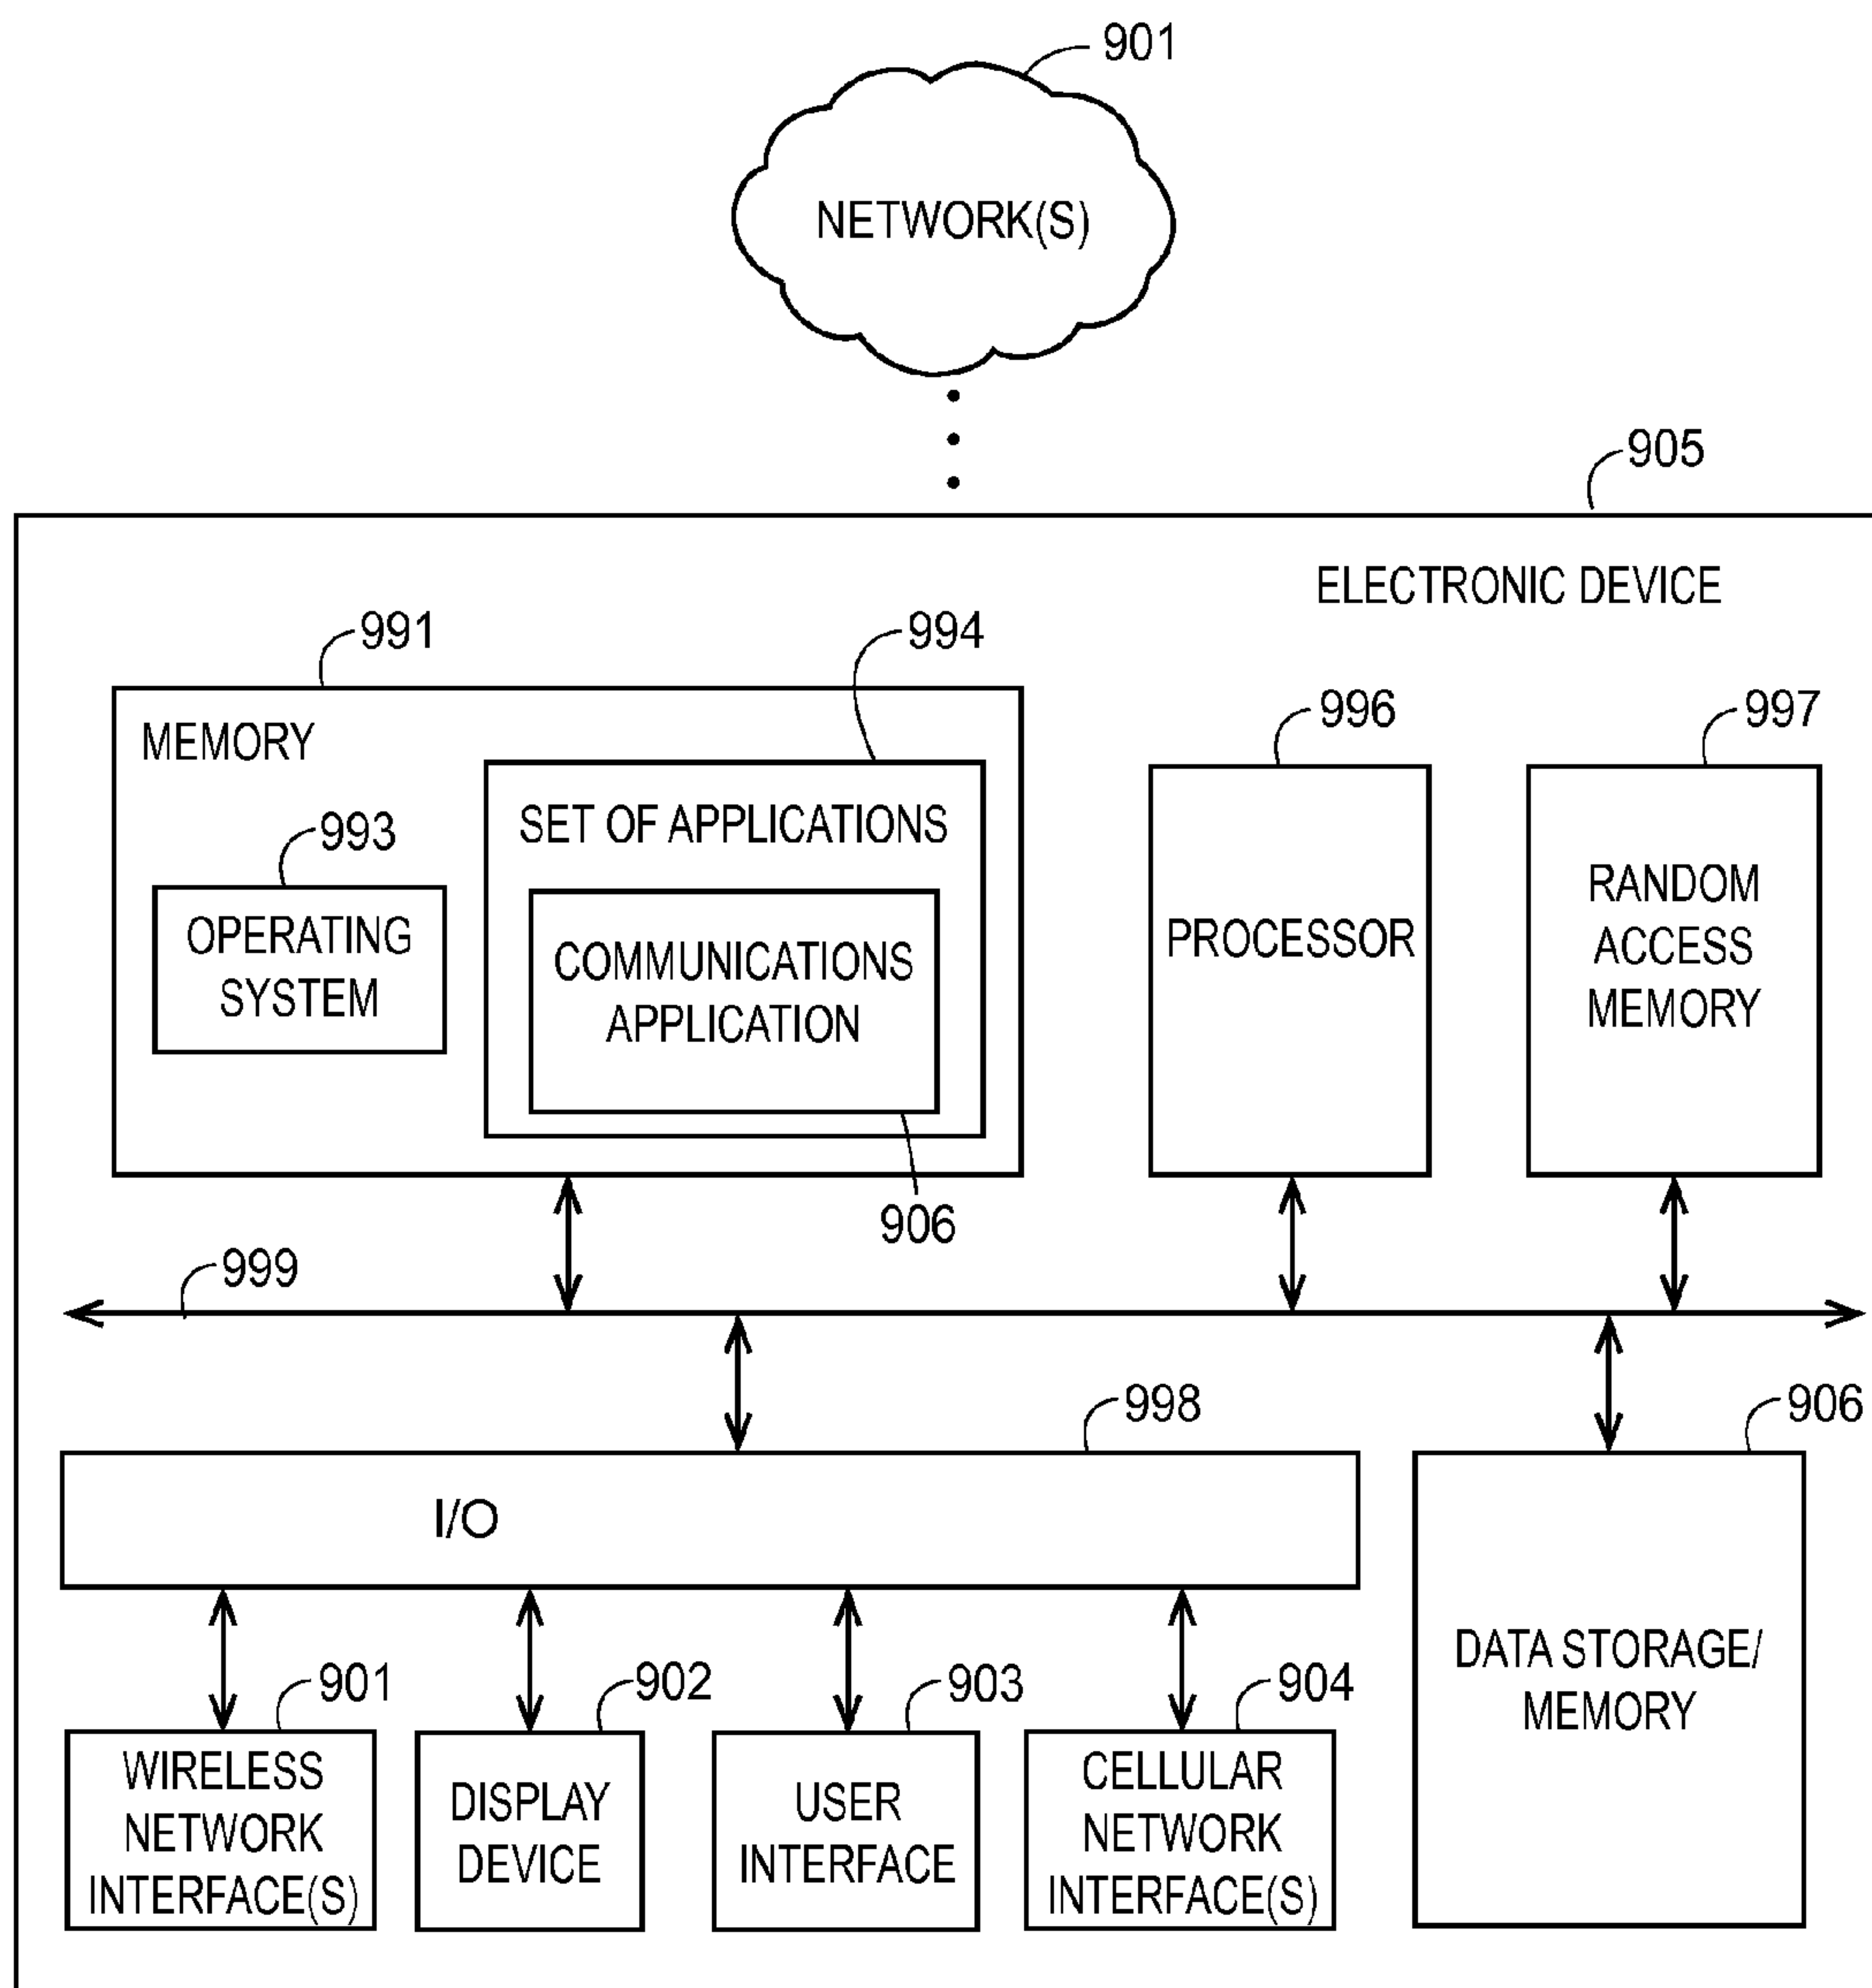 901
NETWORK(S)
905
ELECTRONIC DEVICE
991
994
MEMORY
996
997
SET OF APPLICATIONS
993
OPERATING
SYSTEM
COMMUNICATIONS
APPLICATION
PROCESSOR
RANDOM
ACCESS
MEMORY
906
999
998
906
I/O
DATA STORAGE/
MEMORY
901
902
903
904
WIRELESS
NETWORK
INTERFACE(S)
DISPLAY
DEVICE
USER
INTERFACE
CELLULAR
NETWORK
INTERFACE(S)